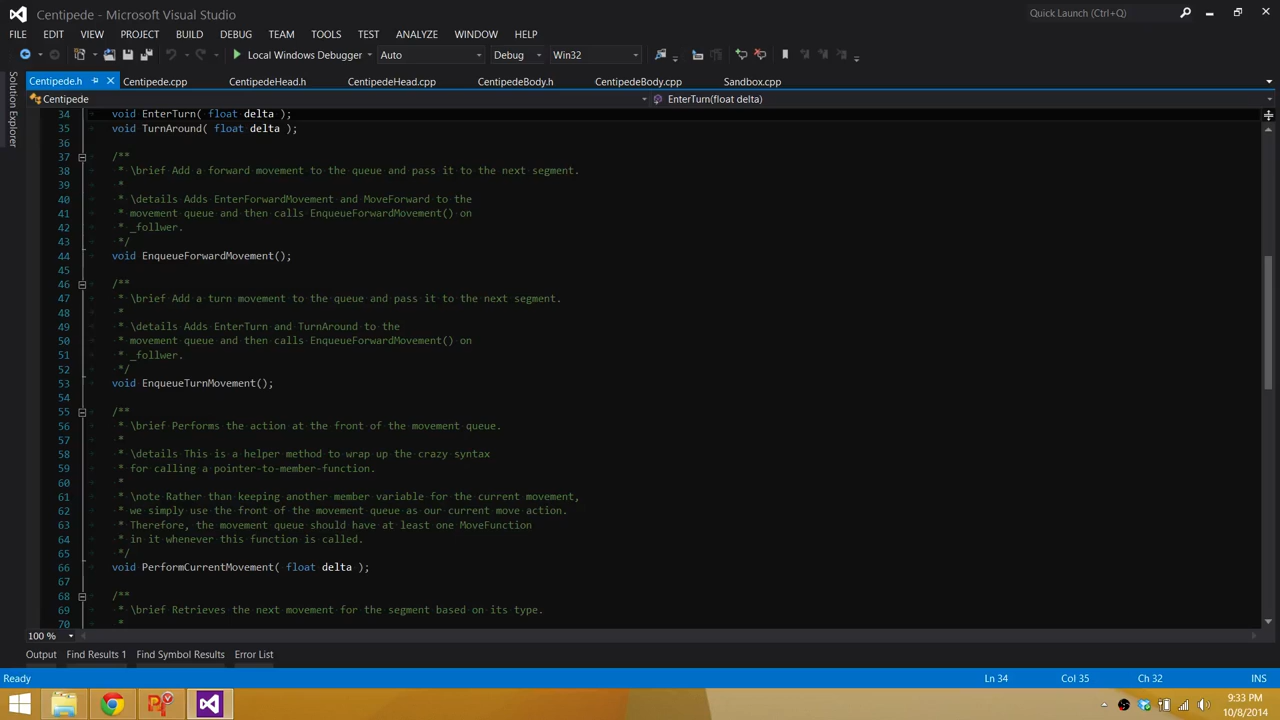 Centipede - Microsoft Visual Studio
Quick Launch (Ctrl+Q)
FILE EDIT VIEW PROJECT BUILD DEBUG TEAM TOOLS TEST ANALYZE WINDOW HELP
Local Windows Debugger Auto Debug Win32
Solution Explorer
Centipede.h Centipede.cpp CentipedeHead.h CentipedeHead.cpp CentipedeBody.h CentipedeBody.cpp Sandbox.cpp
Centipede EnterTurn(float delta)
34 void EnterTurn( float delta );
35 void TurnAround( float delta );
36
37 /**
38 * \brief Add a forward movement to the queue and pass it to the next segment.
39 *
40 * \details Adds EnterForwardMovement and MoveForward to the
41 * movement queue and then calls EnqueueForwardMovement() on
42 * _follwer.
43 */
44 void EnqueueForwardMovement();
45
46 /**
47 * \brief Add a turn movement to the queue and pass it to the next segment.
48 *
49 * \details Adds EnterTurn and TurnAround to the
50 * movement queue and then calls EnqueueForwardMovement() on
51 * _follwer.
52 */
53 void EnqueueTurnMovement();
54
55 /**
56 * \brief Performs the action at the front of the movement queue.
57 *
58 * \details This is a helper method to wrap up the crazy syntax
59 * for calling a pointer-to-member-function.
60 *
61 * \note Rather than keeping another member variable for the current movement,
62 * we simply use the front of the movement queue as our current move action.
63 * Therefore, the movement queue should have at least one MoveFunction
64 * in it whenever this function is called.
65 */
66 void PerformCurrentMovement( float delta );
67
68 /**
69 * \brief Retrieves the next movement for the segment based on its type.
70 *
100 %
Output Find Results 1 Find Symbol Results Error List
Ready Ln 34 Col 35 Ch 32 INS
9:33 PM
10/8/2014